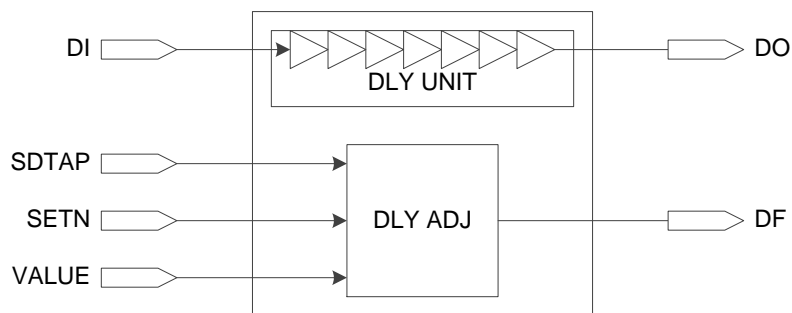 DI
DO
DLY UNIT
SDTAP
SETN
DLY ADJ
DF
VALUE